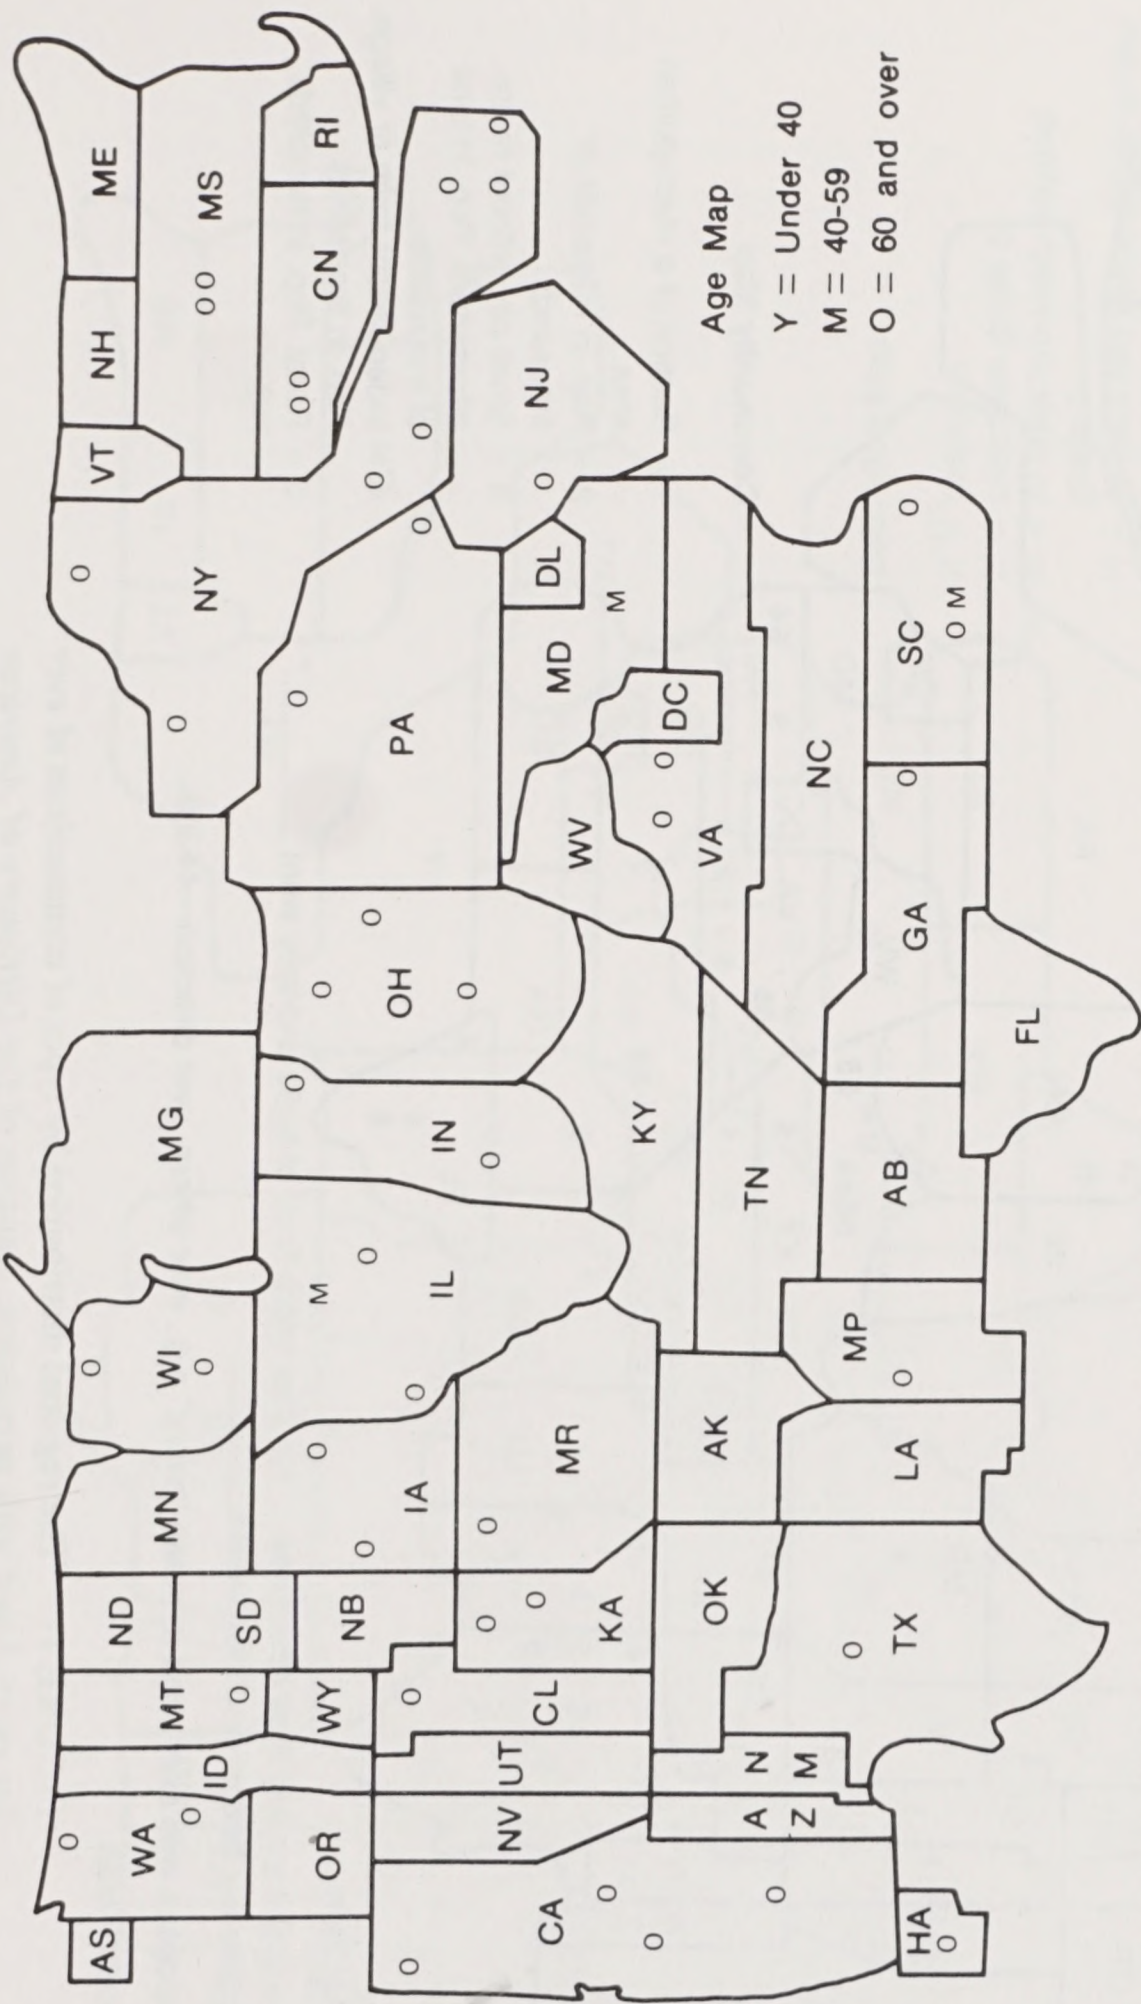 O O O
AS ND VT NH ME
WA MT MN WI MG O
O O NY O O MS
ID O SD
O O O O
OR WY O M O CN RI
NB O O O O
O O IA O OH PA O O
IL IN O
O O O O O O
NV UT CL O DL O NJ
CA MR MD
KA WV
O M
O KY O O DC
OK AK VA
Age Map
A N TN
O
Y = Under 40
Z M
NC
M = 40-59
O MP
O = 60 and over
TX LA O AB GA O SC O
HA
O O M
FL